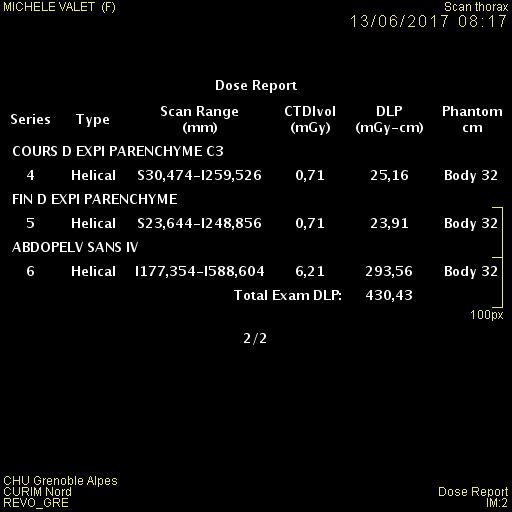 MICHELE VALET (F)
Scan thorax
13/06/2017 08:17
Dose Report
Series Type Scan Range (mm) CTDIvol (mGy) DLP (mGy-cm) Phantom cm
COURS D EXPI PARENCHYME C3
4 Helical S30,474-I259,526 0,71 25,16 Body 32
FIN D EXPI PARENCHYME
5 Helical S23,644-I248,856 0,71 23,91 Body 32
ABDOPELV SANS IV
6 Helical I177,354-I588,604 6,21 293,56 Body 32
Total Exam DLP: 430,43
100px
2/2
CHU Grenoble Alpes
CURIM Nord
REVO_GRE
Dose Report
IM:2